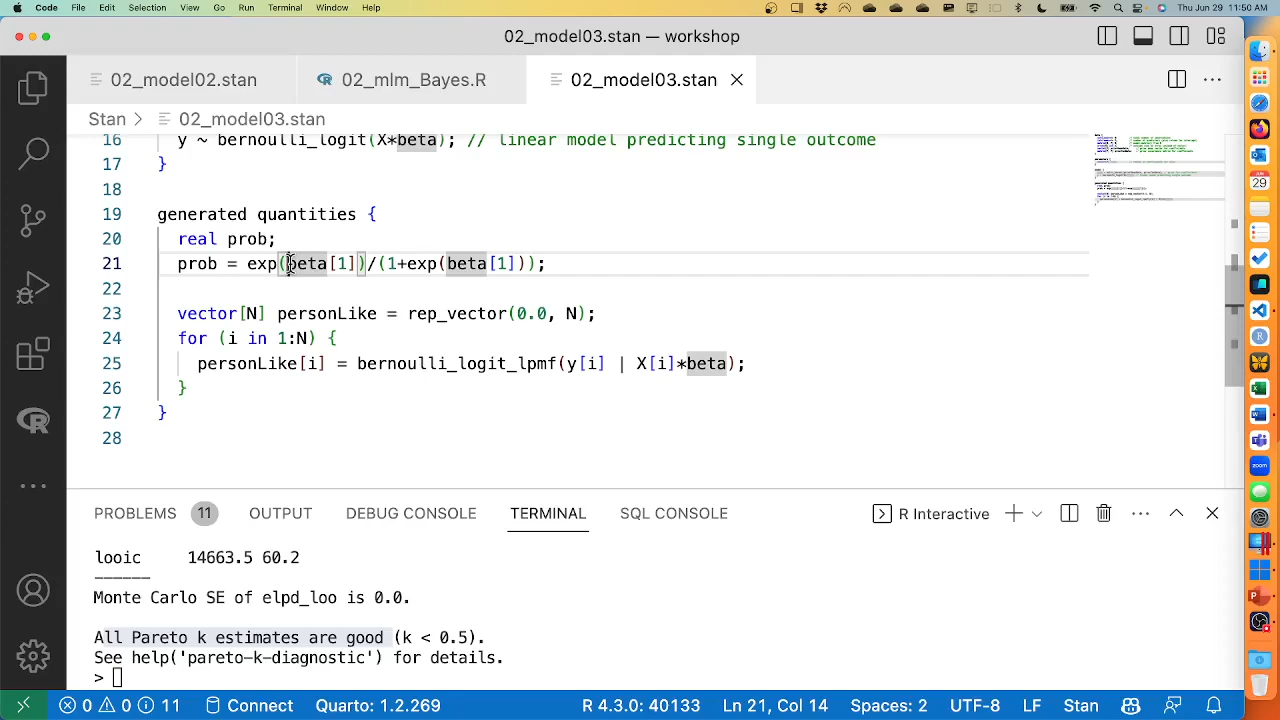 Code File Edit Selection View Go Run Terminal Window Help Thu Jun 29 11:50 AM
02_model03.stan — workshop
02_model02.stan 02_mlm_Bayes.R 02_model03.stan
Stan > 02_model03.stan
16 y ~ bernoulli_logit(X*beta); // linear model predicting single outcome
17 }
18
19 generated quantities {
20 real prob;
21 prob = exp(beta[1])/(1+exp(beta[1]));
22
23 vector[N] personLike = rep_vector(0.0, N);
24 for (i in 1:N) {
25 personLike[i] = bernoulli_logit_lpmf(y[i] | X[i]*beta);
26 }
27 }
28
PROBLEMS 11 OUTPUT DEBUG CONSOLE TERMINAL SQL CONSOLE R Interactive
looic 14663.5 60.2
------
Monte Carlo SE of elpd_loo is 0.0.
All Pareto k estimates are good (k < 0.5).
See help('pareto-k-diagnostic') for details.
>
0 0 11 Connect Quarto: 1.2.269 R 4.3.0: 40133 Ln 21, Col 14 Spaces: 2 UTF-8 LF Stan